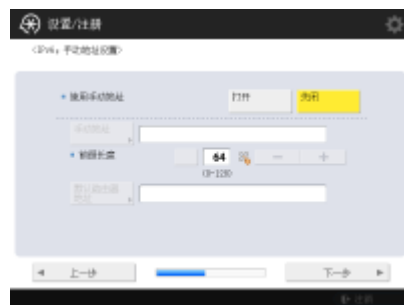 设置/注册
<IPv6: 手动地址设置>
使用手动地址
打开
关闭
手动地址
前缀长度
64
(0-128)
默认路由器
地址
上一步
下一步
注销